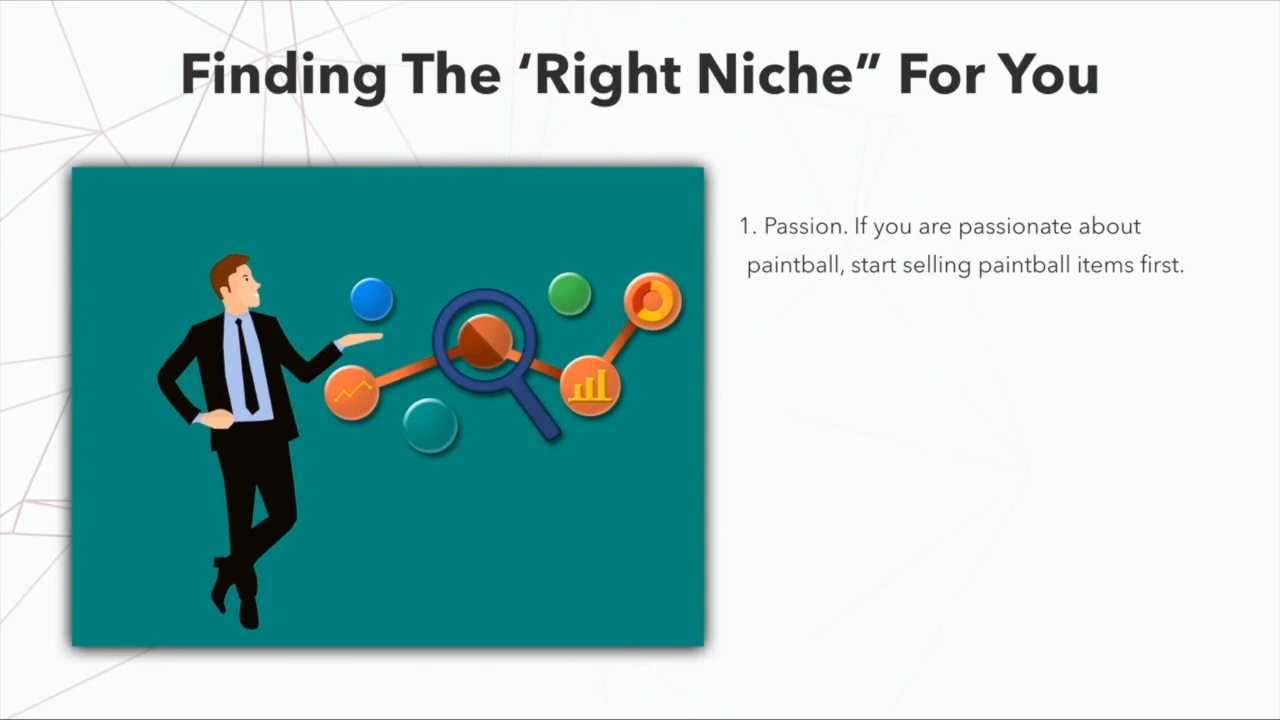 Finding The ‘Right Niche” For You
1. Passion. If you are passionate about
paintball, start selling paintball items first.